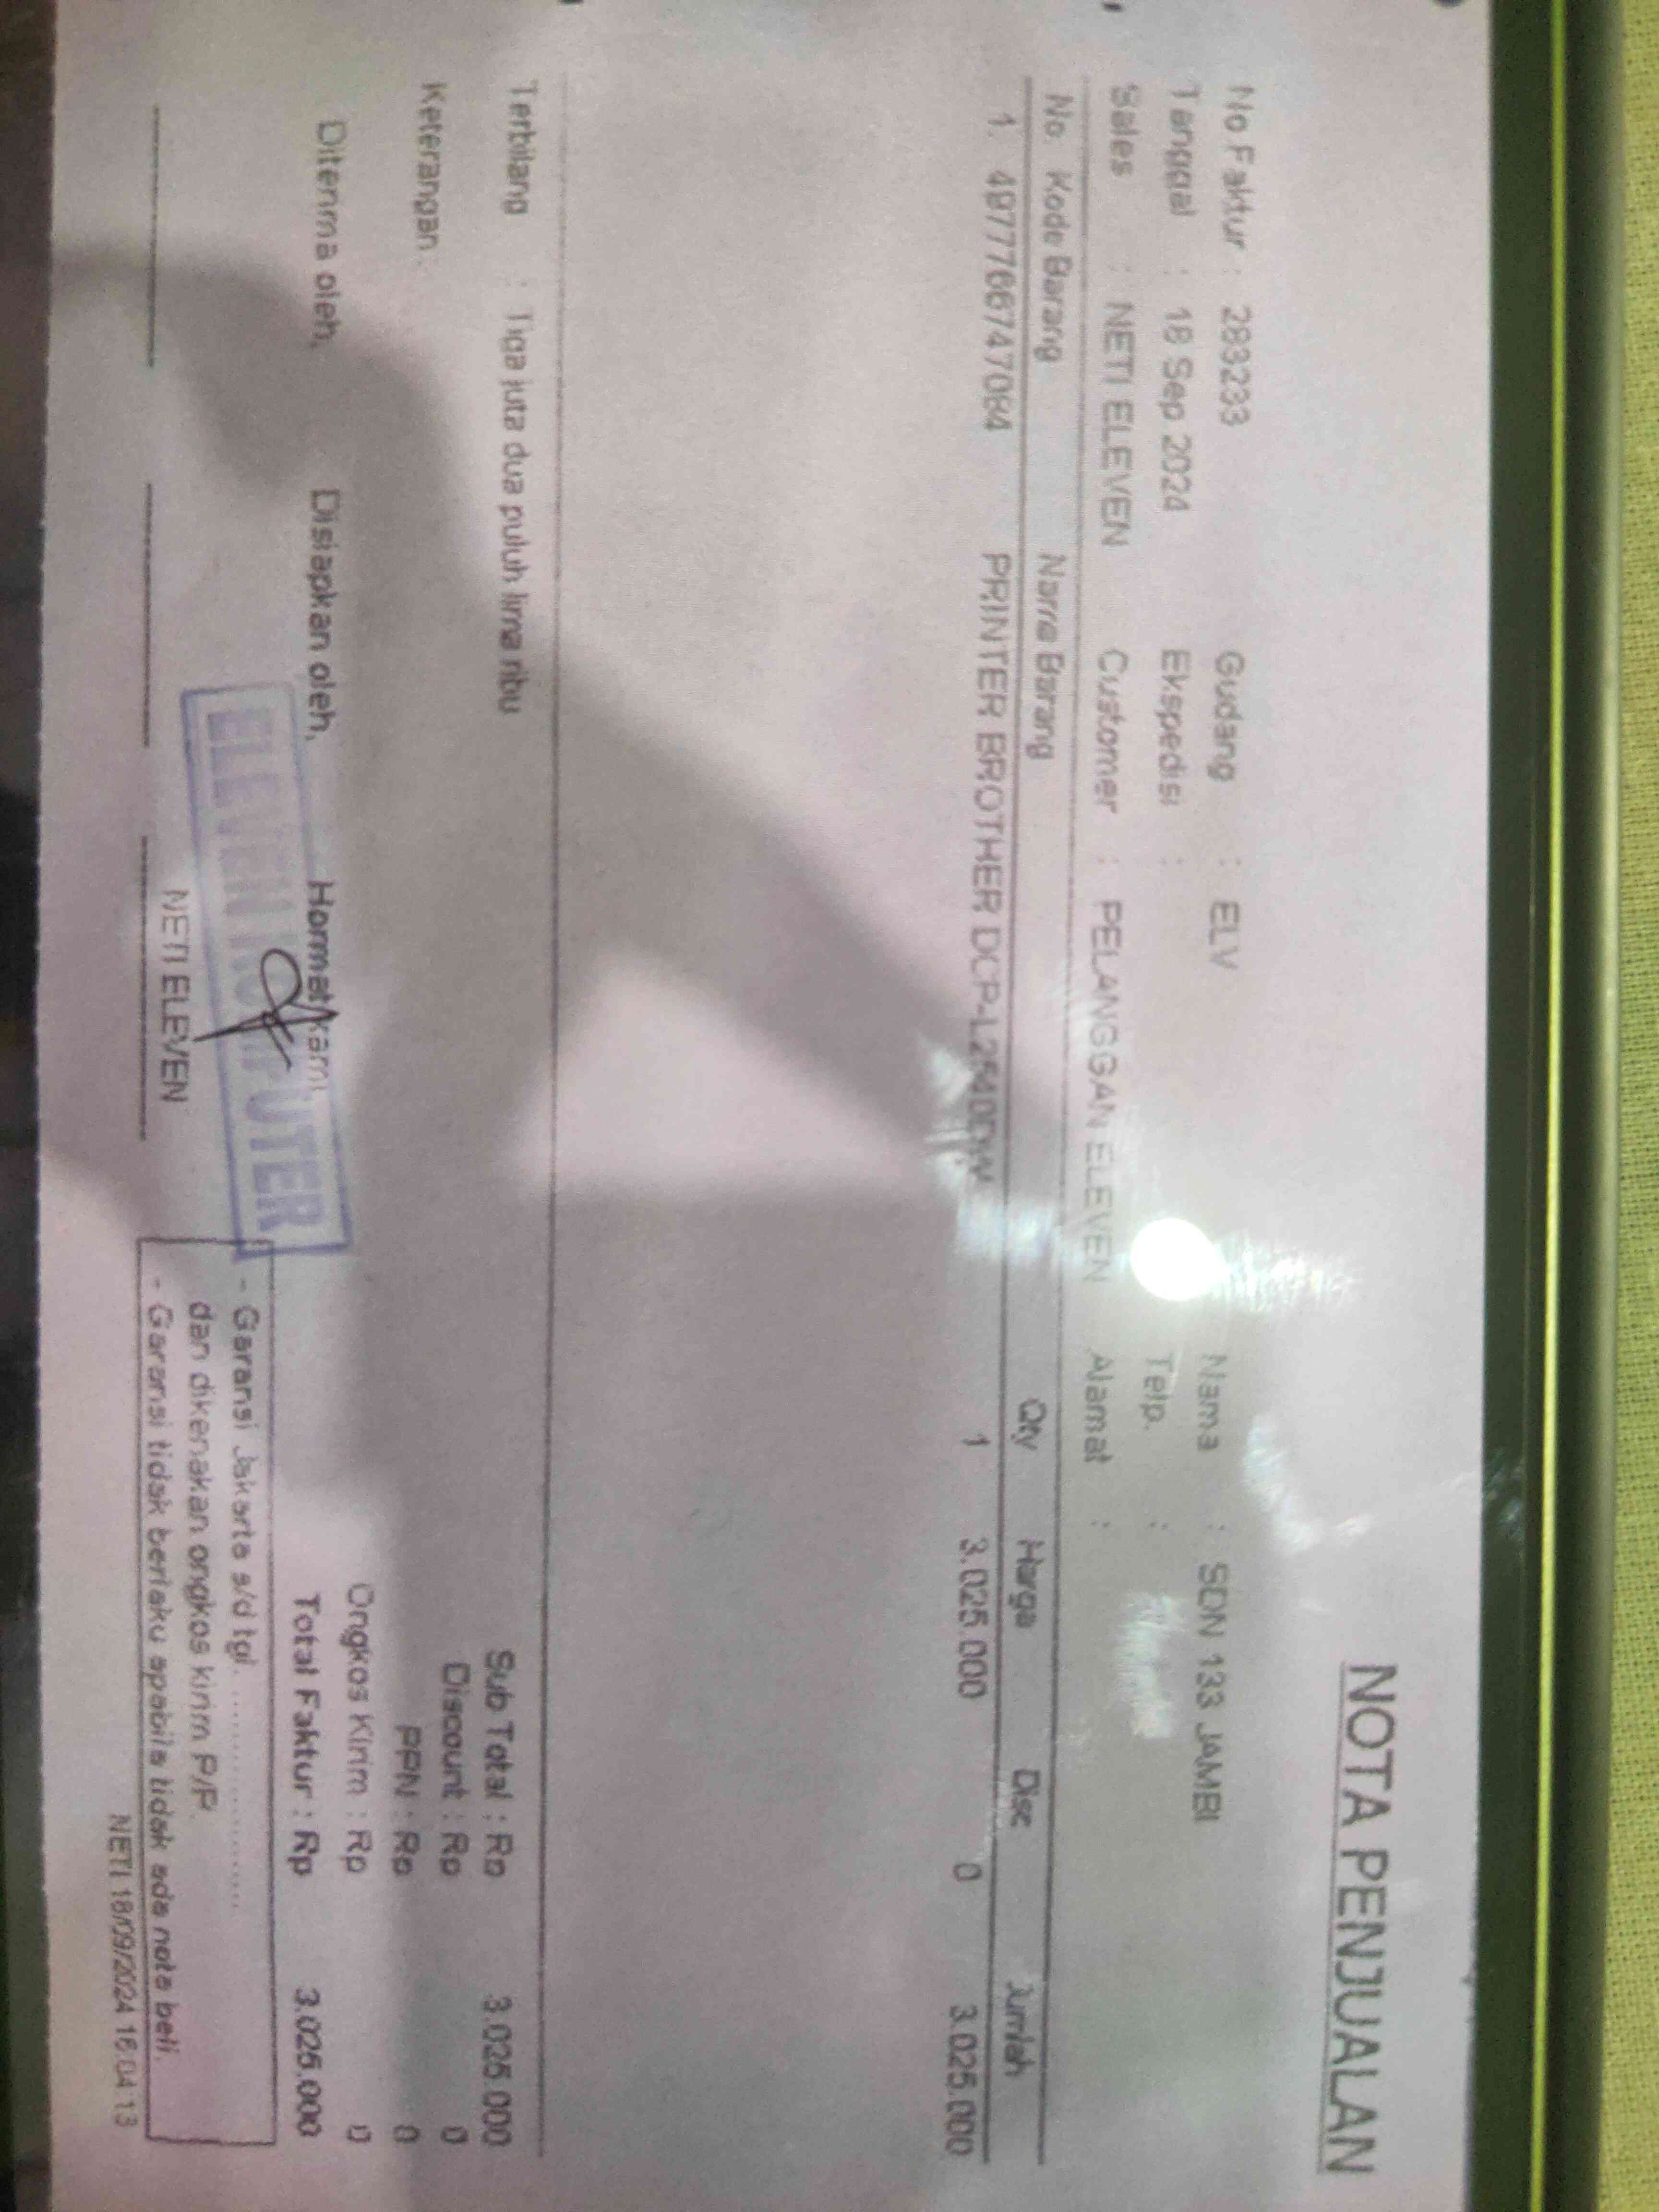 NOTA PENJUALAN
No Faktur : 283233 Gudang : ELV Nama : SDN 133 JAMBI
Tanggal : 18 Sep 2024 Ekspedisi : Telp. :
Sales : NETI ELEVEN Customer : PELANGGAN ELEVEN Alamat :
No. Kode Barang Nama Barang Qty Harga Disc Jumlah
1. 4977766747084 PRINTER BROTHER DCP-L2540DW 1 3.025.000 0 3.025.000
Terbilang : Tiga juta dua puluh lima ribu
Sub Total : Rp 3.025.000
Discount : Rp 0
Keterangan :
PPN : Rp 0
Ongkos Kirim : Rp 0
Total Faktur : Rp 3.025.000
Diterima oleh, Disiapkan oleh, Hormat kami,
ELEVEN KOMPUTER
NETI ELEVEN
- Garansi Jakarta s/d tgl. ........................
dan dikenakan ongkos kirim P/P.
- Garansi tidak berlaku apabila tidak ada nota beli.
NETI 18/09/2024 16:04:13